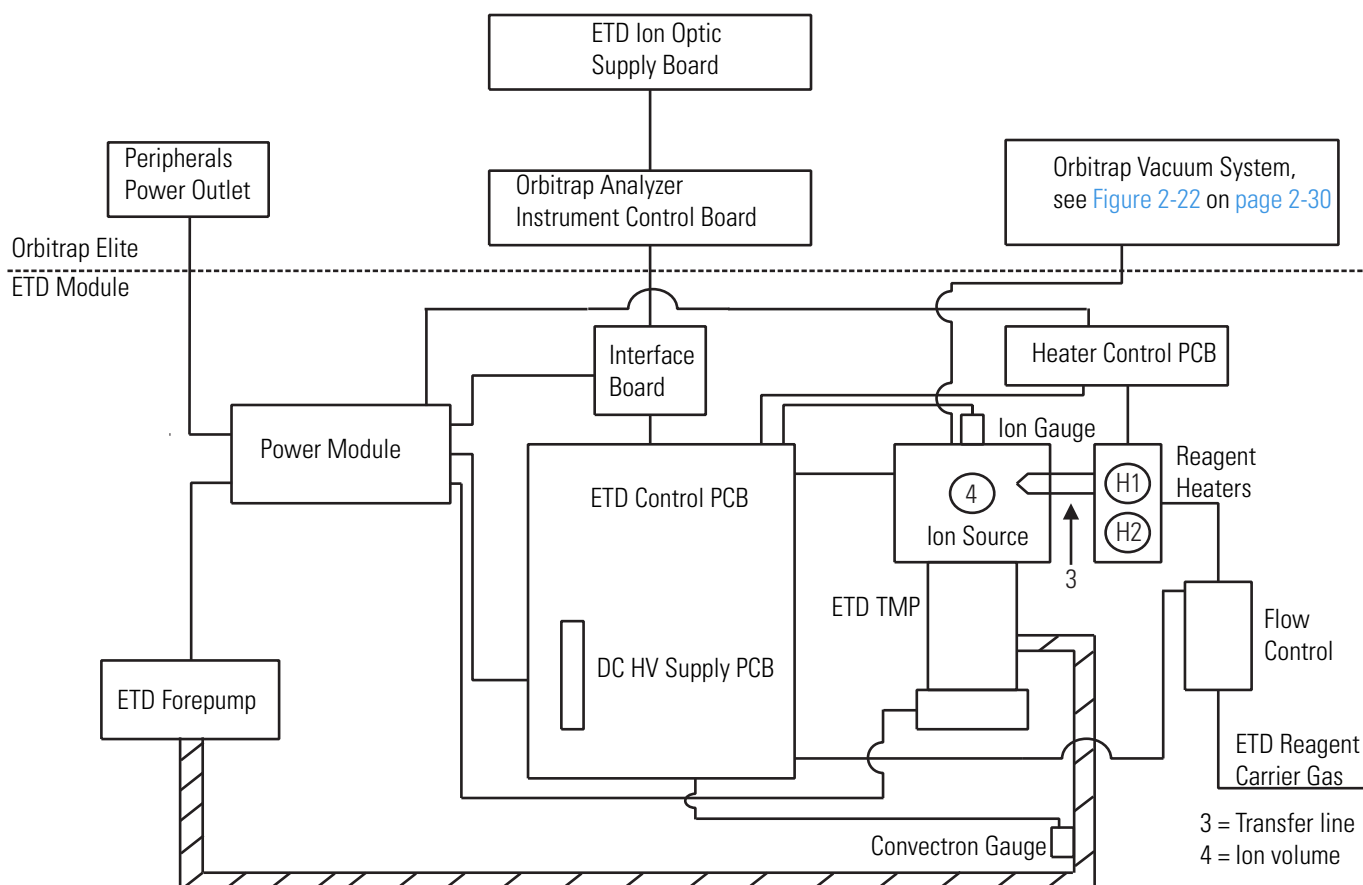 ETD Ion Optic
Supply Board
Peripherals
Power Outlet
Orbitrap Analyzer
Instrument Control Board
Orbitrap Vacuum System,
see Figure 2-22 on page 2-30
Orbitrap Elite
ETD Module
Interface
Board
Heater Control PCB
Power Module
Ion Gauge
ETD Control PCB
4
Ion Source
H1
H2
Reagent
Heaters
3
ETD TMP
Flow
Control
DC HV Supply PCB
ETD Forepump
ETD Reagent
Carrier Gas
Convectron Gauge
3 = Transfer line
4 = Ion volume